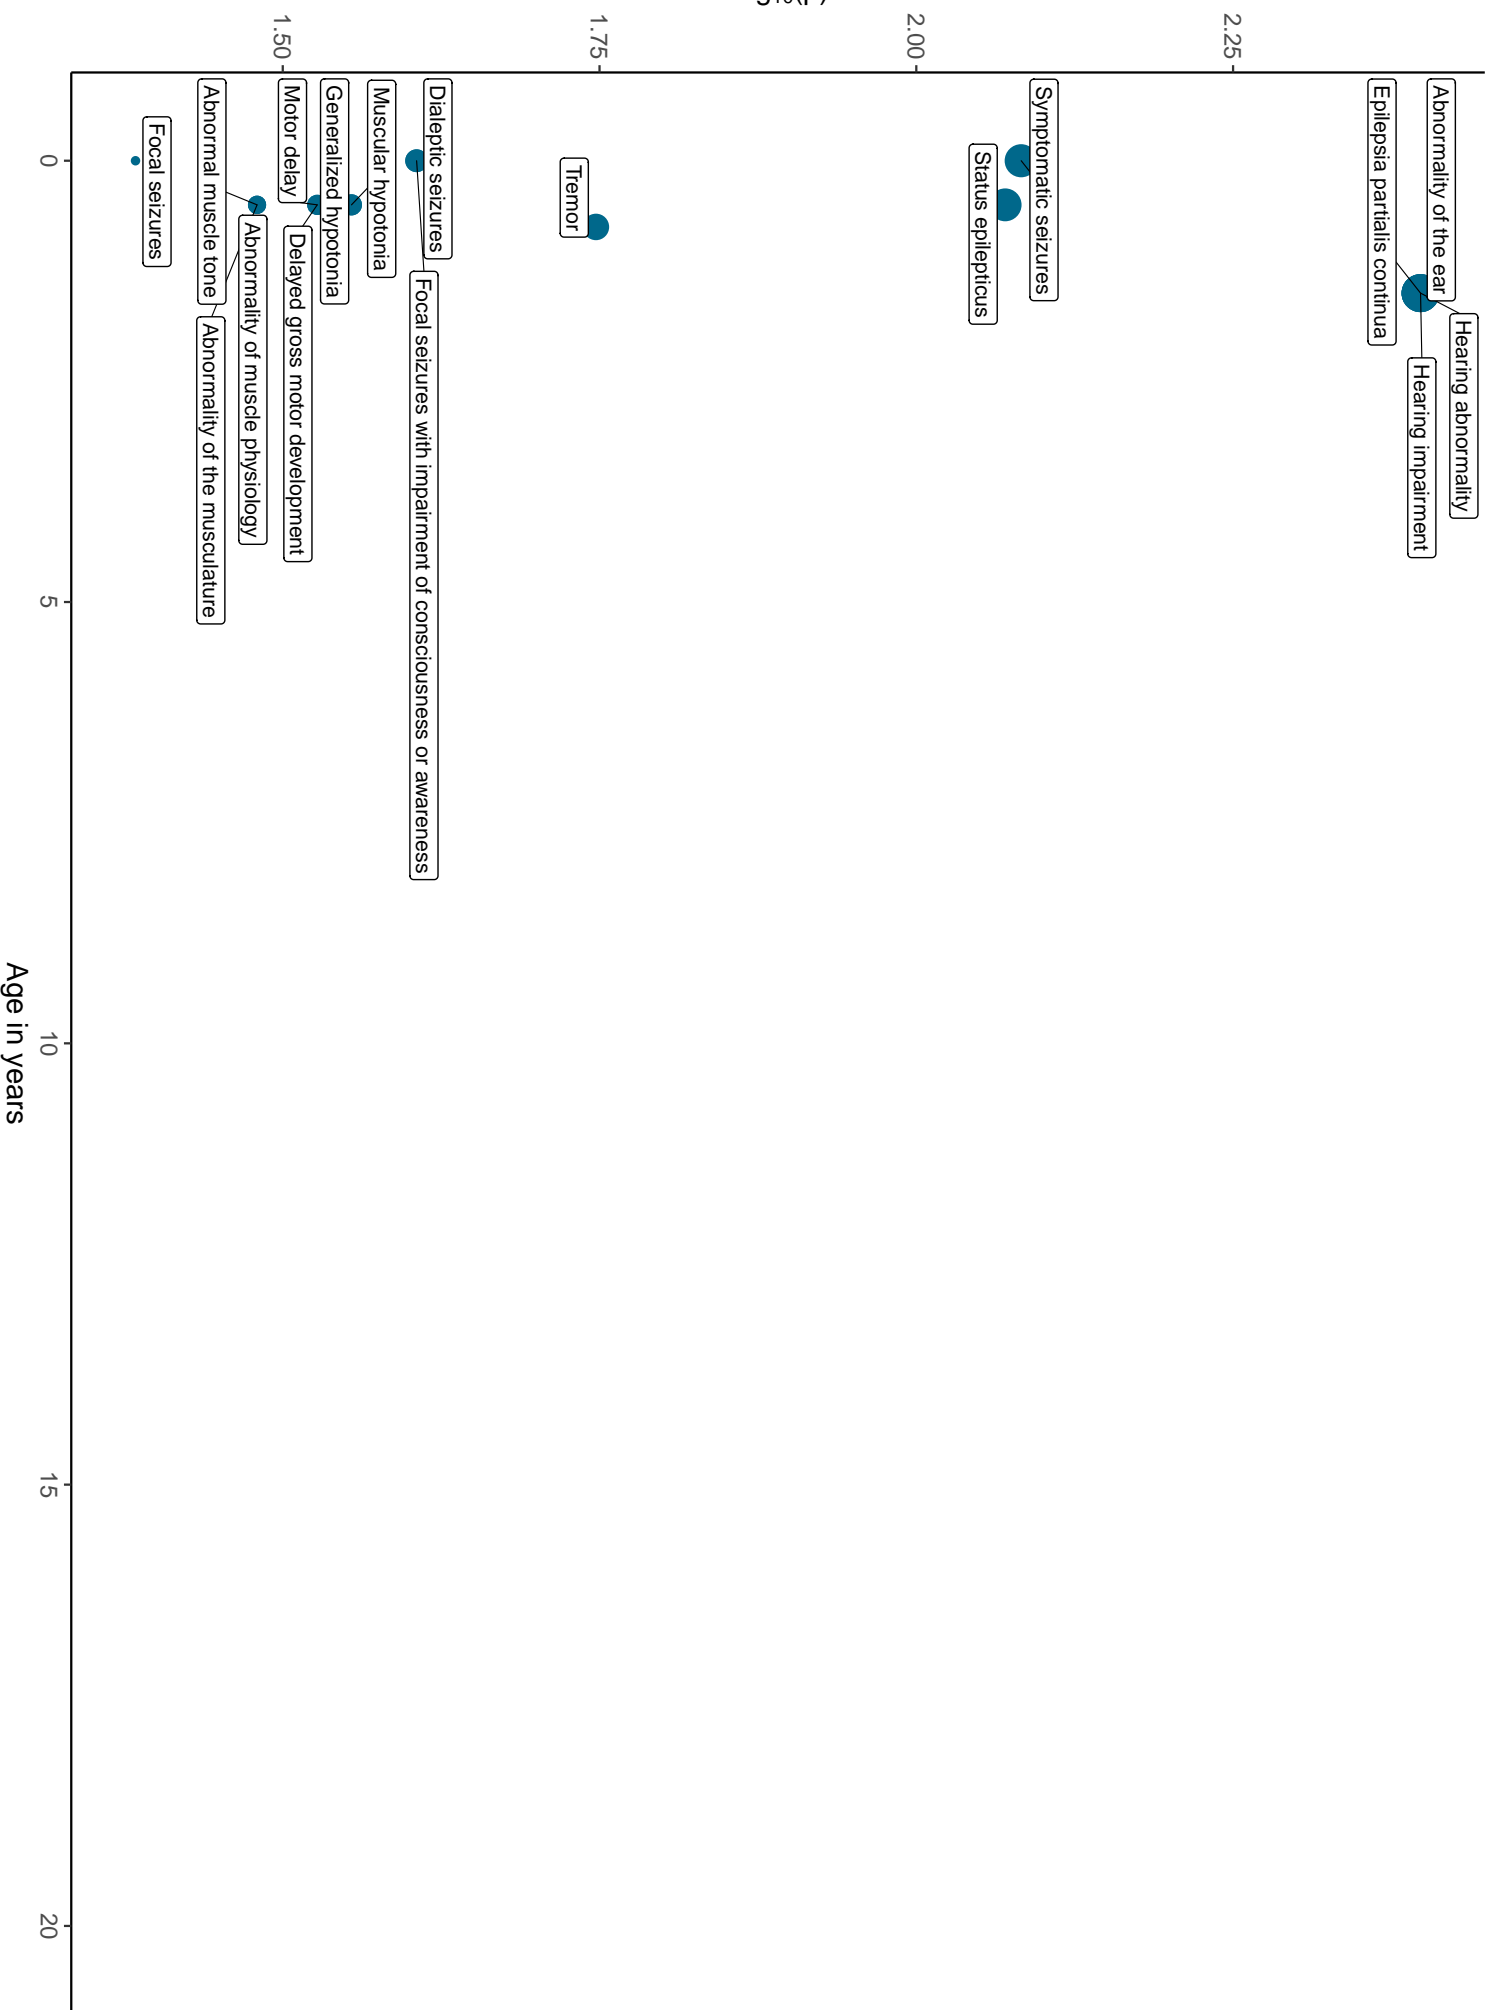 2.25
2.00
1.75
1.50
Abnormality of the ear
Hearing abnormality
Hearing impairment
Epilepsia partialis continua
Symptomatic seizures
Status epilepticus
Tremor
Dialeptic seizures
Focal seizures with impairment of consciousness or awareness
Muscular hypotonia
Generalized hypotonia
Motor delay
Delayed gross motor development
Abnormality of muscle physiology
Abnormal muscle tone
Abnormality of the musculature
Focal seizures
0
5
10
15
20
Age in years